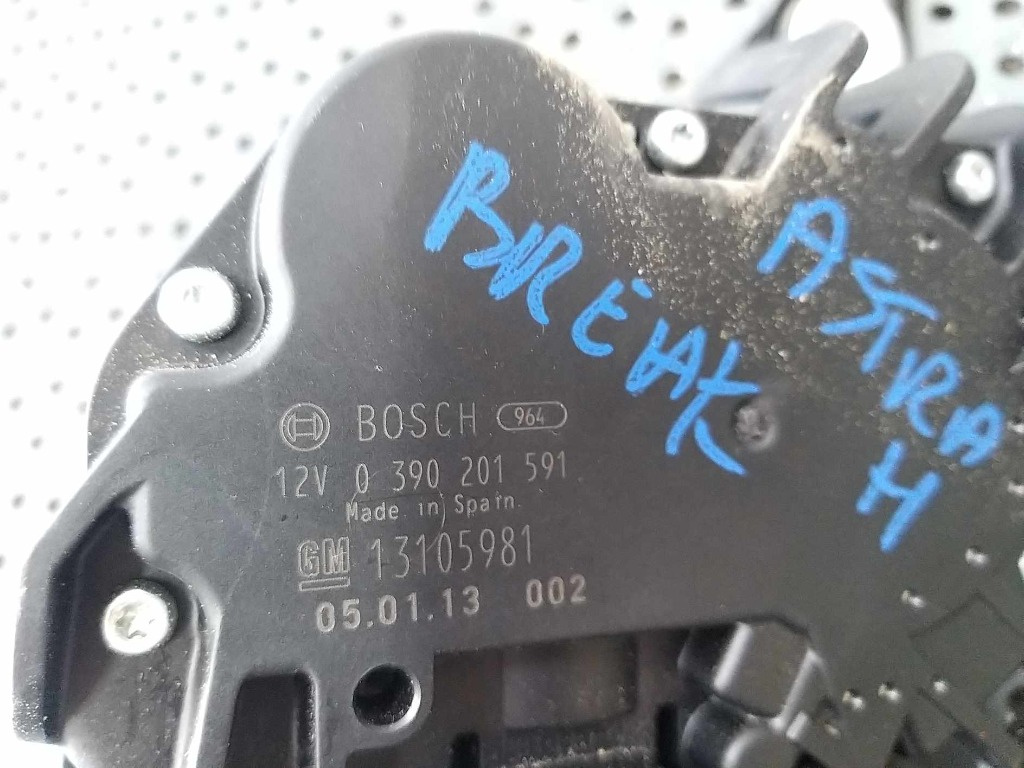 BREAK
ASTRA
H
BOSCH 964
12V 0 390 201 591
Made in Spain
GM 13105981
05.01.13 002